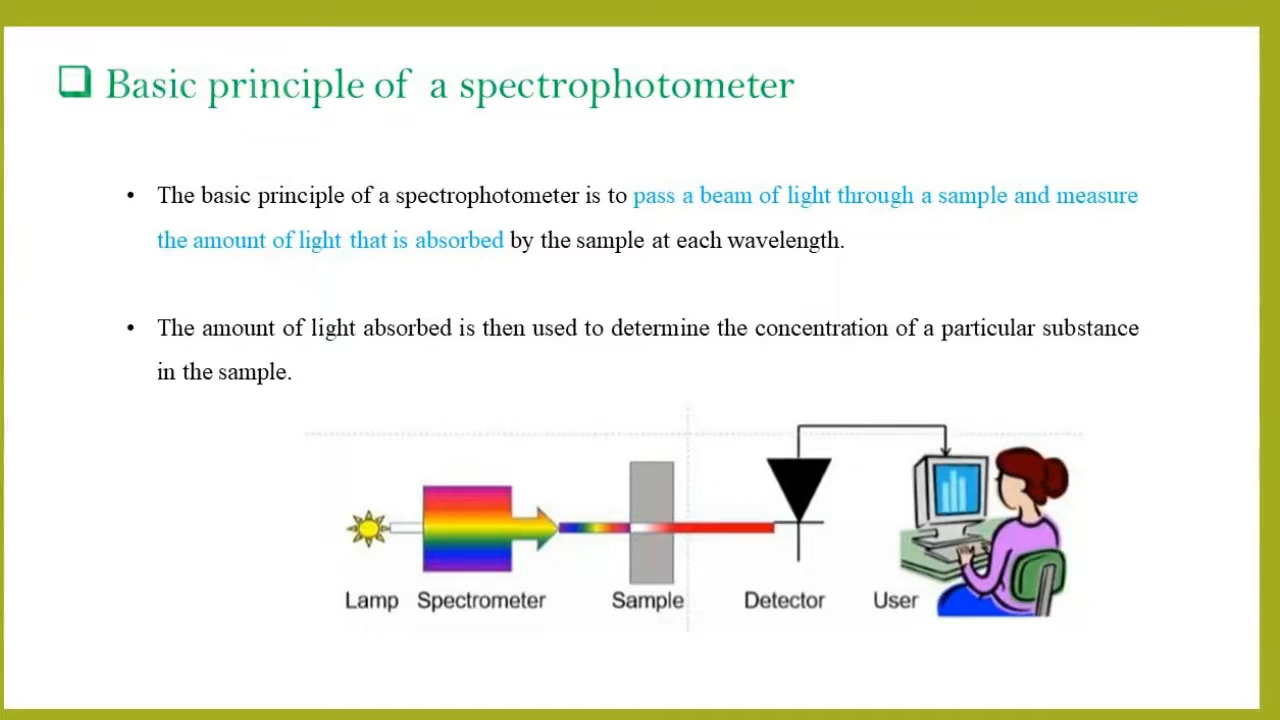 Basic principle of a spectrophotometer
• The basic principle of a spectrophotometer is to pass a beam of light through a sample and measure
the amount of light that is absorbed by the sample at each wavelength.
• The amount of light absorbed is then used to determine the concentration of a particular substance
in the sample.
Lamp Spectrometer Sample Detector User